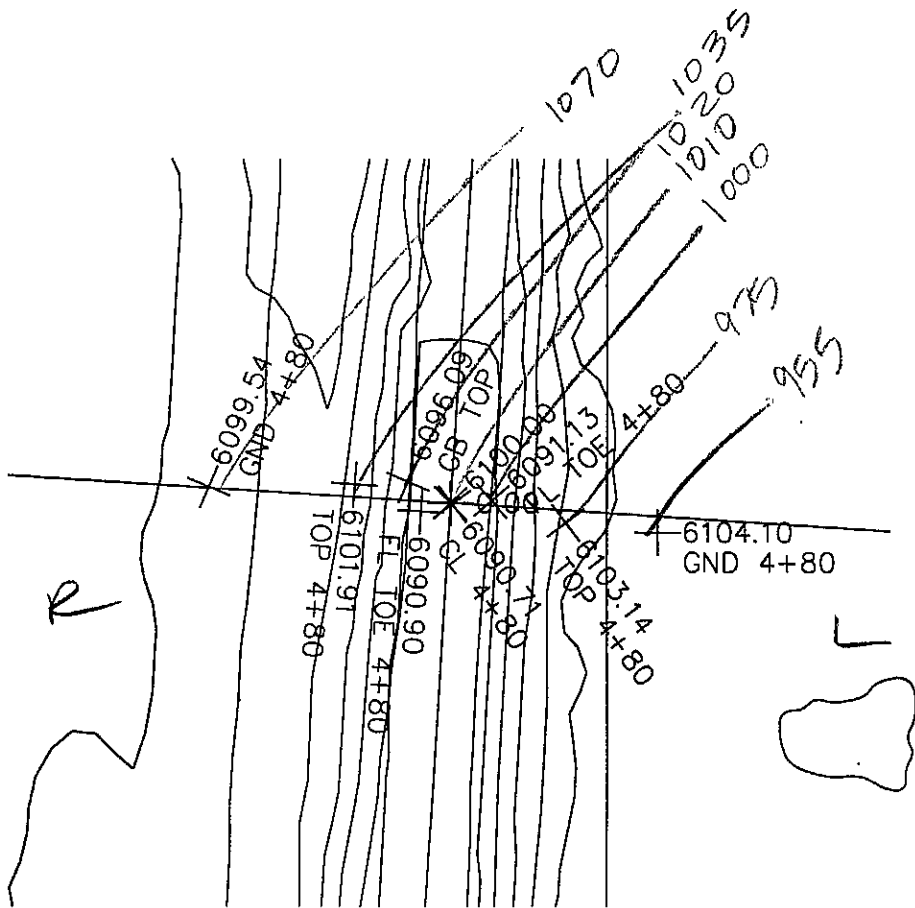 1070
1035
1020
1010
1000
975
955
6099.54
GND 4+80
6096.09
GB TOP
6100.00
6091.13
FL TOE 4+80
6101.91
TOP 4+80
6090.90
FL TOE 4+80
6090.71
CL 4+80
6103.14
TOP 4+80
6104.10
GND 4+80
R
L